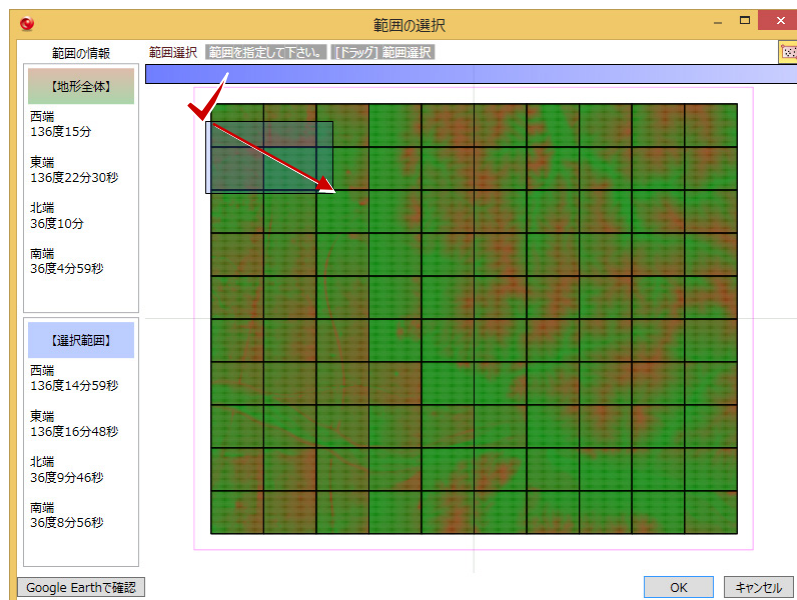 範囲の選択
範囲の情報
範囲選択 範囲を指定して下さい。 [ドラッグ] 範囲選択
【地形全体】
西端
136度15分
東端
136度22分30秒
北端
36度10分
南端
36度4分59秒
【選択範囲】
西端
136度14分59秒
東端
136度16分48秒
北端
36度9分46秒
南端
36度8分56秒
Google Earthで確認
OK
キャンセル